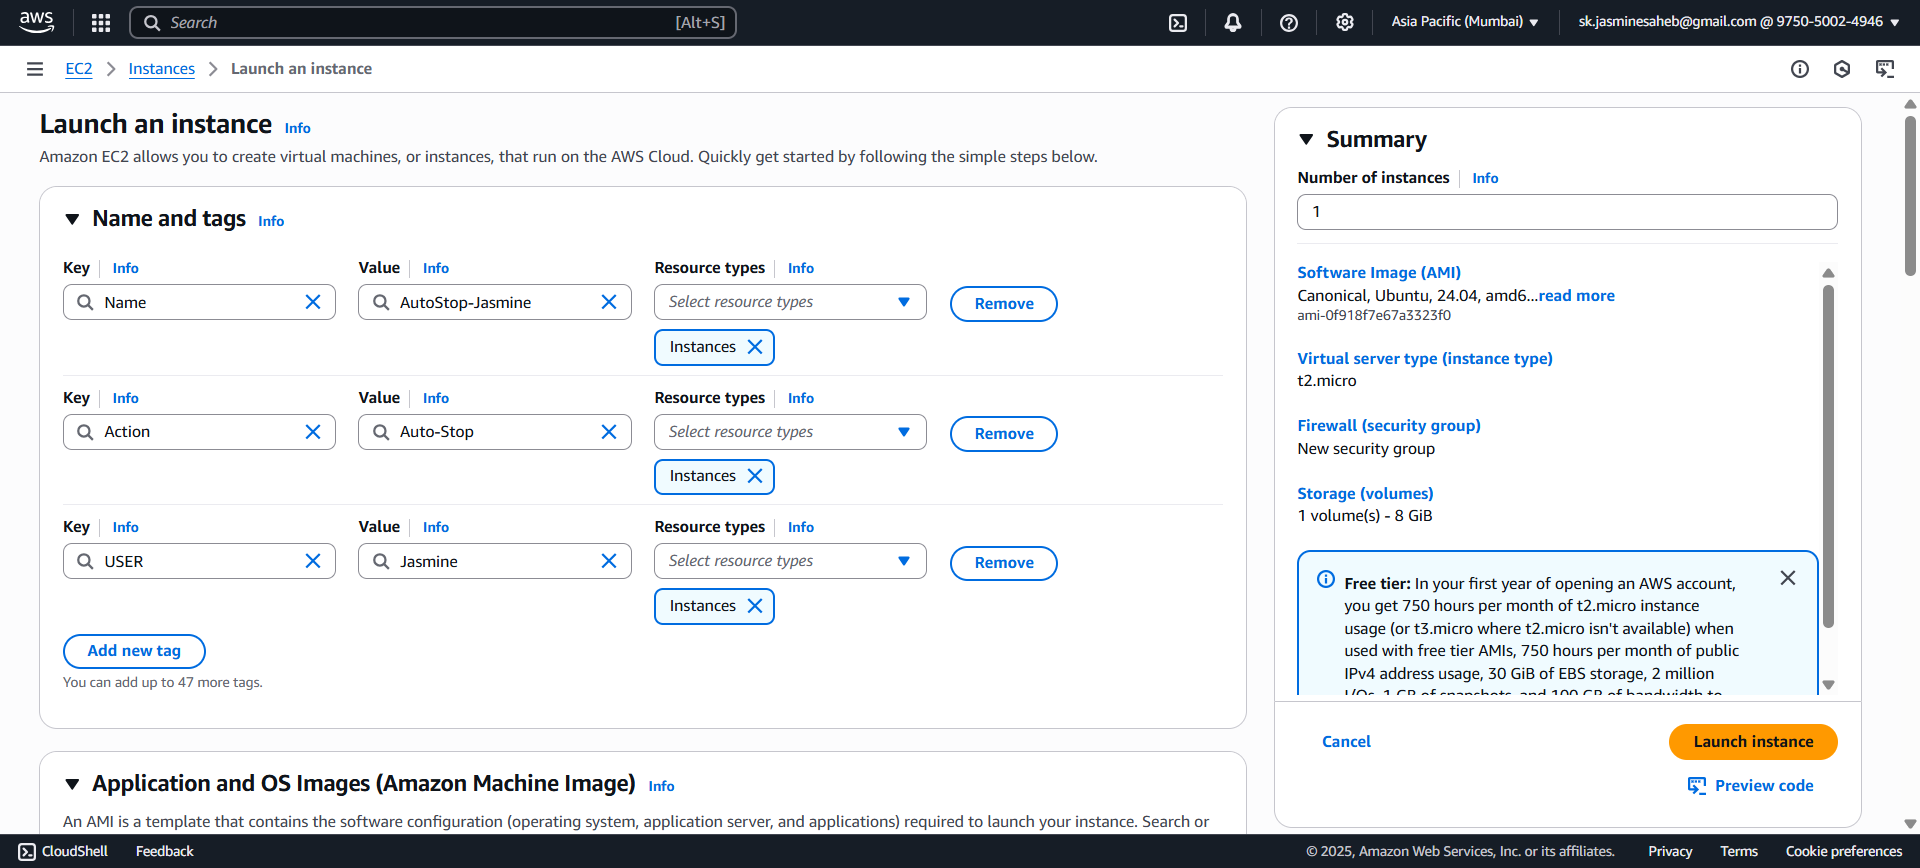 aws
Search [Alt+S]
Asia Pacific (Mumbai)
sk.jasminesaheb@gmail.com @ 9750-5002-4946
EC2 Instances Launch an instance
Launch an instance Info
Amazon EC2 allows you to create virtual machines, or instances, that run on the AWS Cloud. Quickly get started by following the simple steps below.
Name and tags Info
Key Info Value Info Resource types Info
Name AutoStop-Jasmine Select resource types Remove
Instances
Key Info Value Info Resource types Info
Action Auto-Stop Select resource types Remove
Instances
Key Info Value Info Resource types Info
USER Jasmine Select resource types Remove
Instances
Add new tag
You can add up to 47 more tags.
Application and OS Images (Amazon Machine Image) Info
An AMI is a template that contains the software configuration (operating system, application server, and applications) required to launch your instance. Search or
Summary
Number of instances Info
1
Software Image (AMI)
Canonical, Ubuntu, 24.04, amd6...read more
ami-0f918f7e67a3323f0
Virtual server type (instance type)
t2.micro
Firewall (security group)
New security group
Storage (volumes)
1 volume(s) - 8 GiB
Free tier: In your first year of opening an AWS account,
you get 750 hours per month of t2.micro instance
usage (or t3.micro where t2.micro isn't available) when
used with free tier AMIs, 750 hours per month of public
IPv4 address usage, 30 GiB of EBS storage, 2 million
I/Os, 1 GB of snapshots, and 100 GB of bandwidth to
Cancel Launch instance
Preview code
CloudShell Feedback
© 2025, Amazon Web Services, Inc. or its affiliates. Privacy Terms Cookie preferences